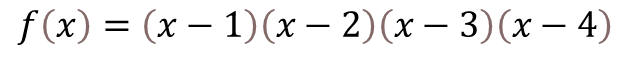 f(x) = (x − 1)(x − 2)(x − 3)(x − 4)